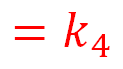 = k₄